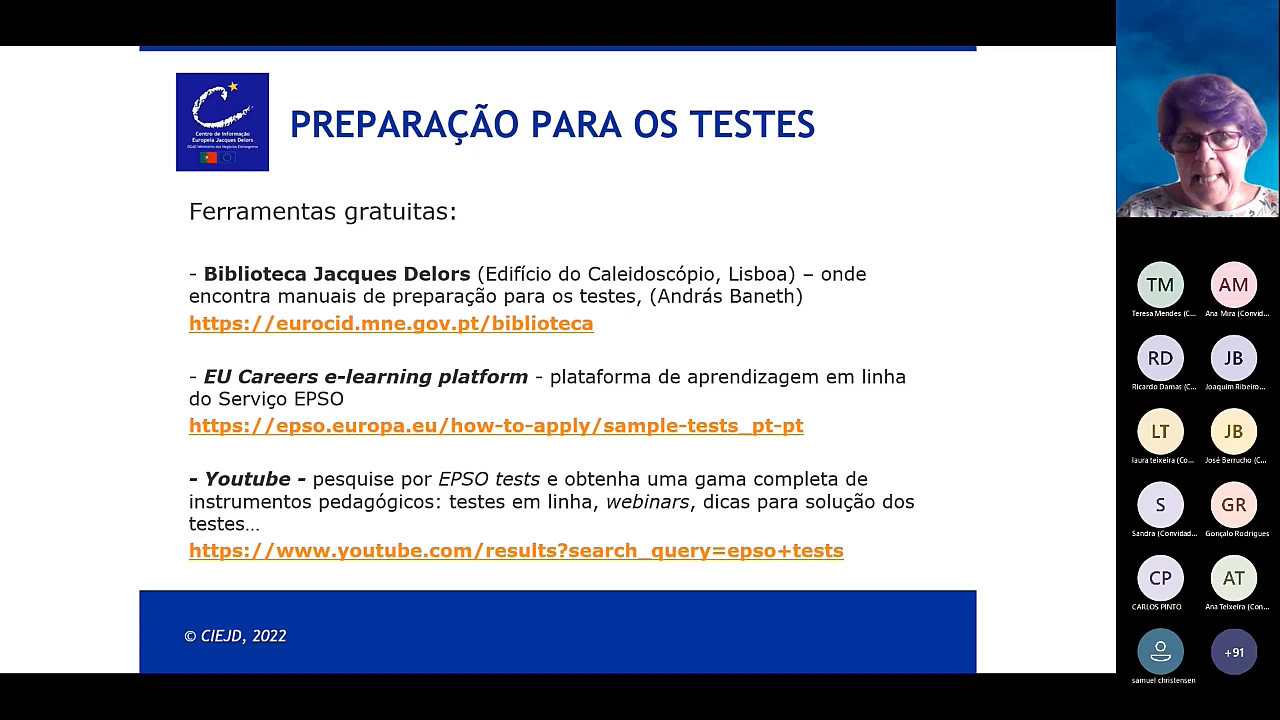 Centro de Informação
Europeia Jacques Delors
PREPARAÇÃO PARA OS TESTES
Ferramentas gratuitas:
- Biblioteca Jacques Delors (Edifício do Caleidoscópio, Lisboa) – onde
encontra manuais de preparação para os testes, (András Baneth)
https://eurocid.mne.gov.pt/biblioteca
- EU Careers e-learning platform - plataforma de aprendizagem em linha
do Serviço EPSO
https://epso.europa.eu/how-to-apply/sample-tests_pt-pt
- Youtube - pesquise por EPSO tests e obtenha uma gama completa de
instrumentos pedagógicos: testes em linha, webinars, dicas para solução dos
testes...
https://www.youtube.com/results?search_query=epso+tests
© CIEJD, 2022
TM AM
Teresa Mendes (C... Ana Mira (Convid...
RD JB
Ricardo Damas (C... Joaquim Ribeiro...
LT JB
laura teixeira (Co... José Berrucho (C...
S GR
Sandra (Convidad... Gonçalo Rodrigues
CP AT
CARLOS PINTO Ana Teixeira (Con...
+91
samuel christensen